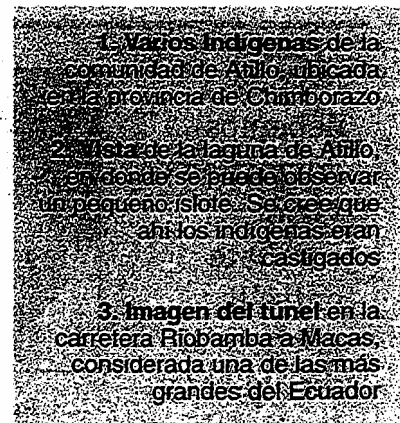 1. Varios indígenas de la
comunidad de Atillo, ubicada
en la provincia de Chimborazo
2. Vista de la laguna de Atillo,
en donde se puede observar
un pequeño islote. Se cree que
ahí los indígenas eran
castigados
3. Imagen del túnel en la
carretera Riobamba a Macas,
considerada una de las más
grandes del Ecuador